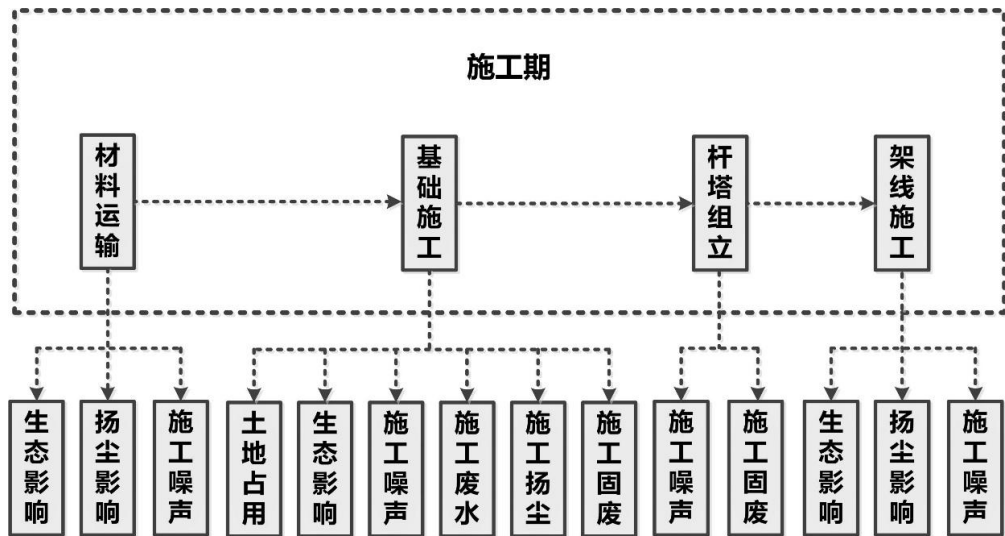 施工期
材料运输
基础施工
杆塔组立
架线施工
生态影响
扬尘影响
施工噪声
土地占用
生态影响
施工噪声
施工废水
施工扬尘
施工固废
施工噪声
施工固废
生态影响
扬尘影响
施工噪声